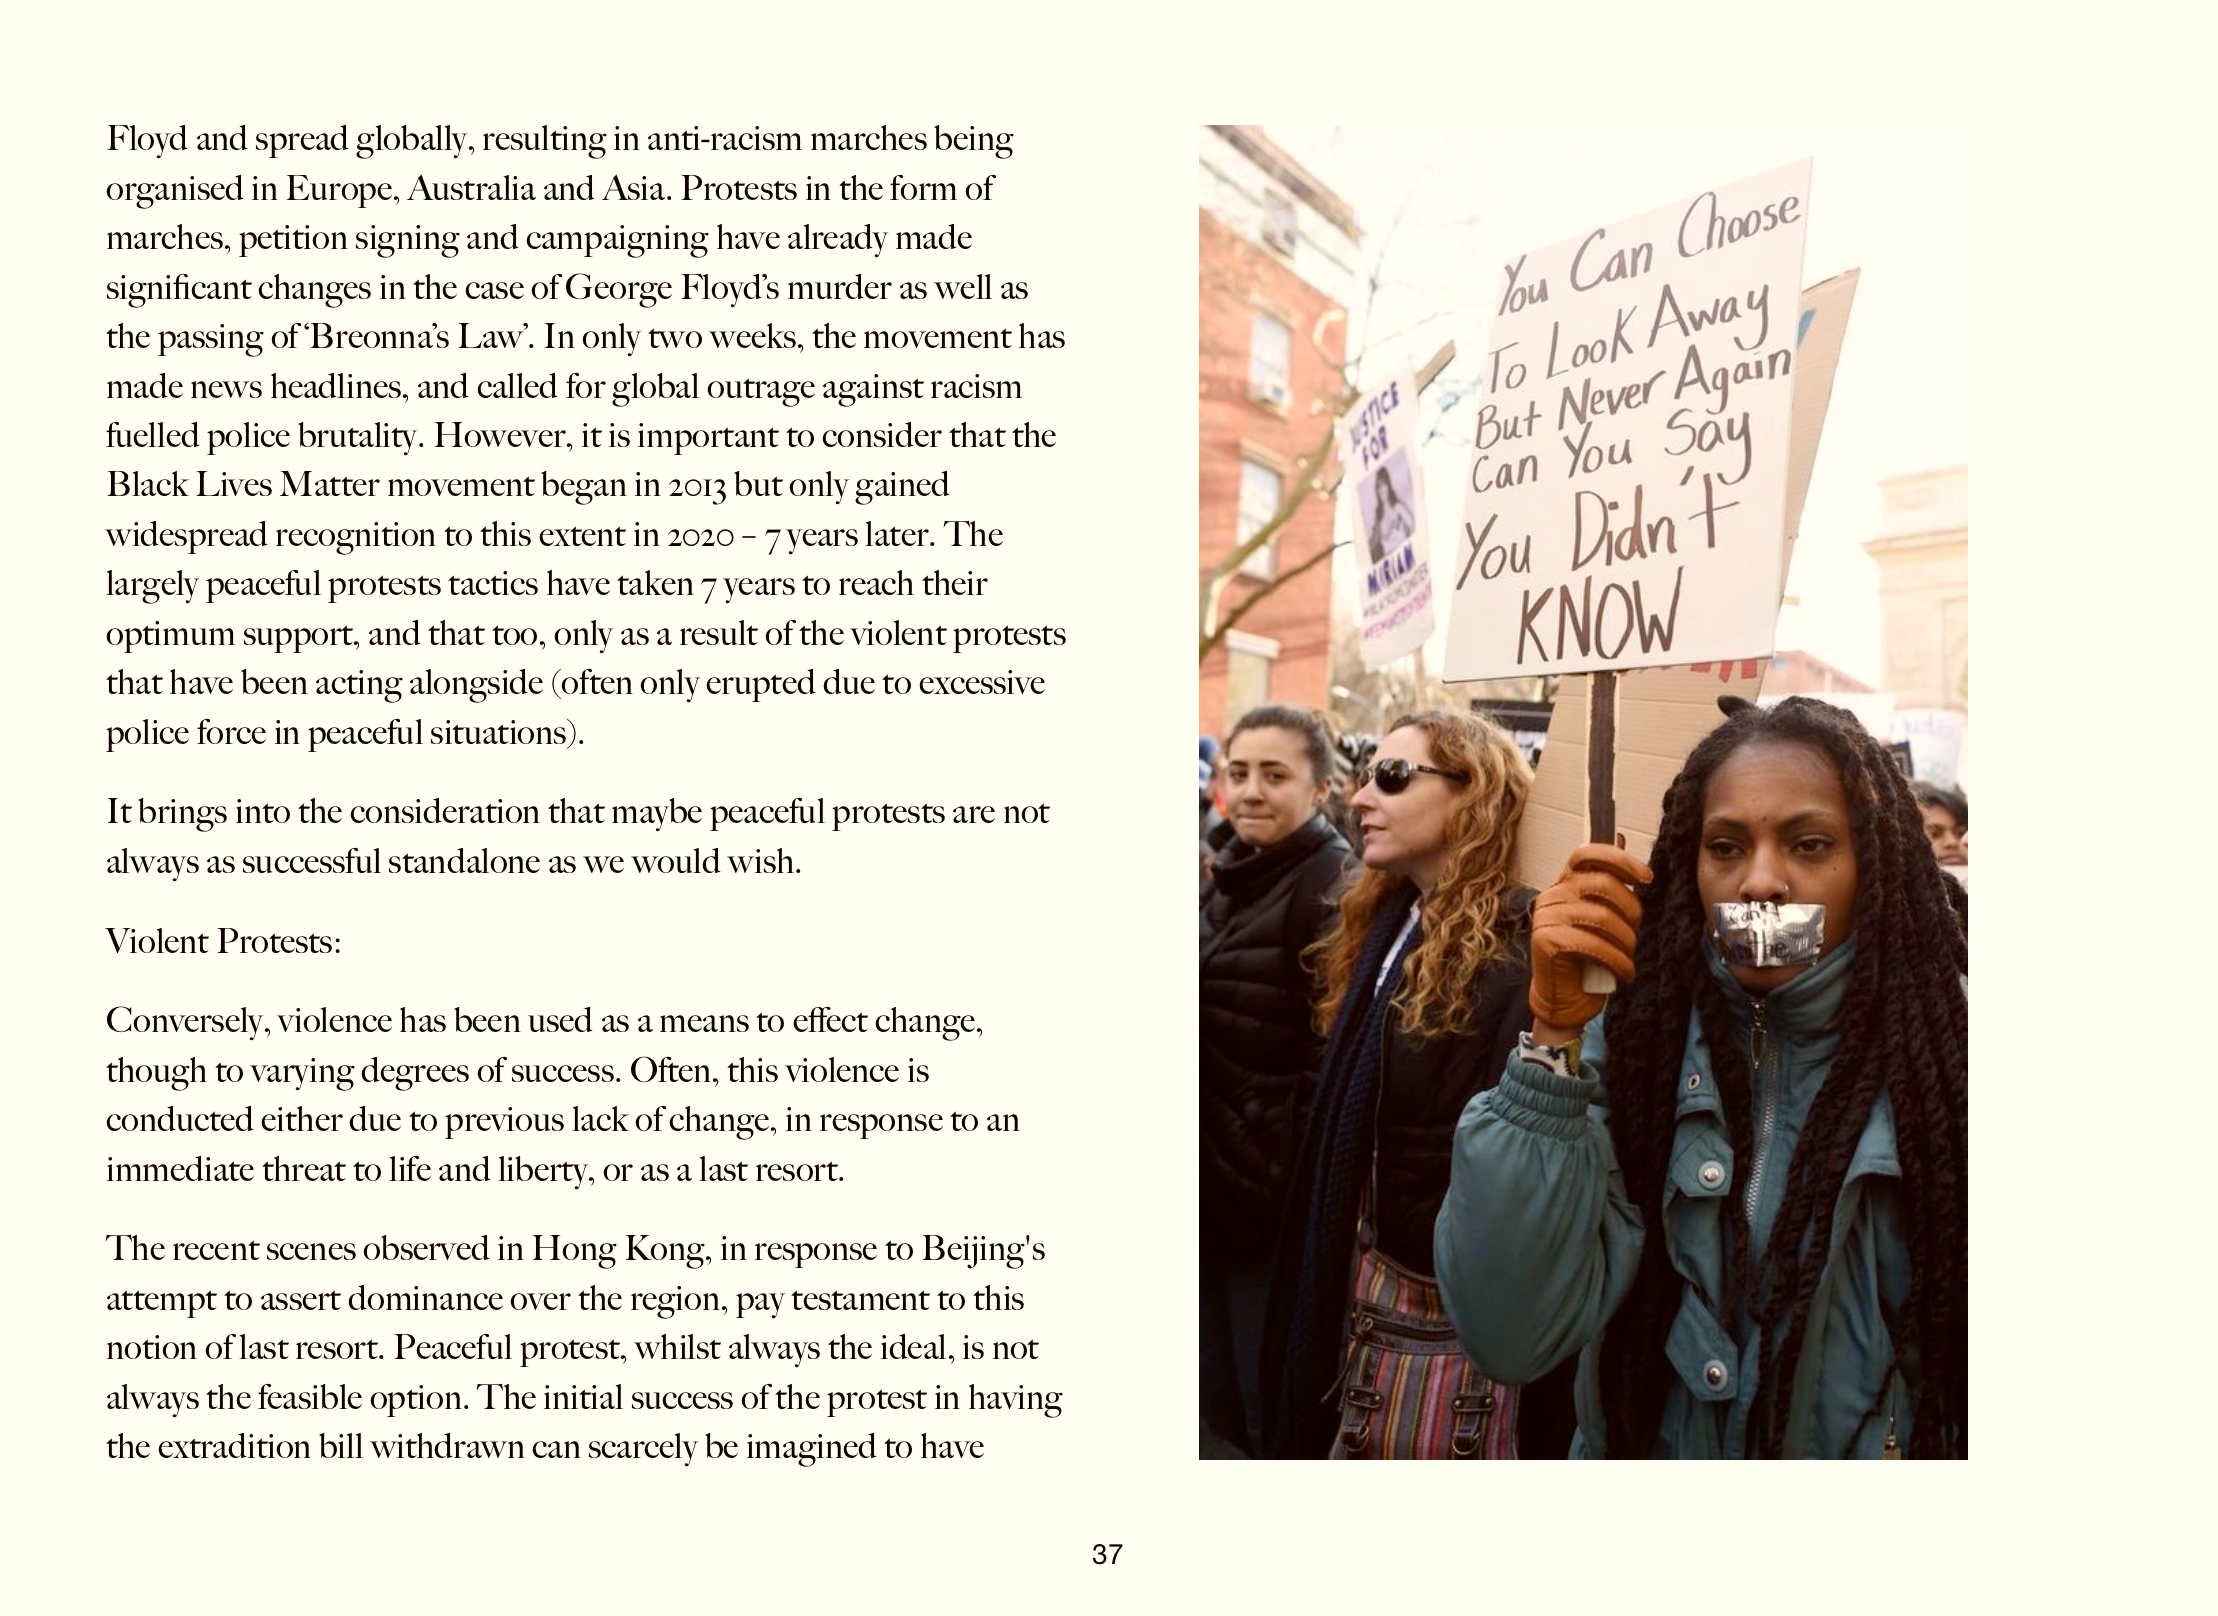 Floyd and spread globally, resulting in anti-racism marches being
organised in Europe, Australia and Asia. Protests in the form of
marches, petition signing and campaigning have already made
significant changes in the case of George Floyd’s murder as well as
the passing of ‘Breonna’s Law’. In only two weeks, the movement has
made news headlines, and called for global outrage against racism
fuelled police brutality. However, it is important to consider that the
Black Lives Matter movement began in 2013 but only gained
widespread recognition to this extent in 2020 – 7 years later. The
largely peaceful protests tactics have taken 7 years to reach their
optimum support, and that too, only as a result of the violent protests
that have been acting alongside (often only erupted due to excessive
police force in peaceful situations).
It brings into the consideration that maybe peaceful protests are not
always as successful standalone as we would wish.
Violent Protests:
Conversely, violence has been used as a means to effect change,
though to varying degrees of success. Often, this violence is
conducted either due to previous lack of change, in response to an
immediate threat to life and liberty, or as a last resort.
The recent scenes observed in Hong Kong, in response to Beijing's
attempt to assert dominance over the region, pay testament to this
notion of last resort. Peaceful protest, whilst always the ideal, is not
always the feasible option. The initial success of the protest in having
the extradition bill withdrawn can scarcely be imagined to have
You Can Choose
To Look Away
But Never Again
Can You Say
You Didn't
KNOW
JUSTICE
FOR
MIRIAM
37